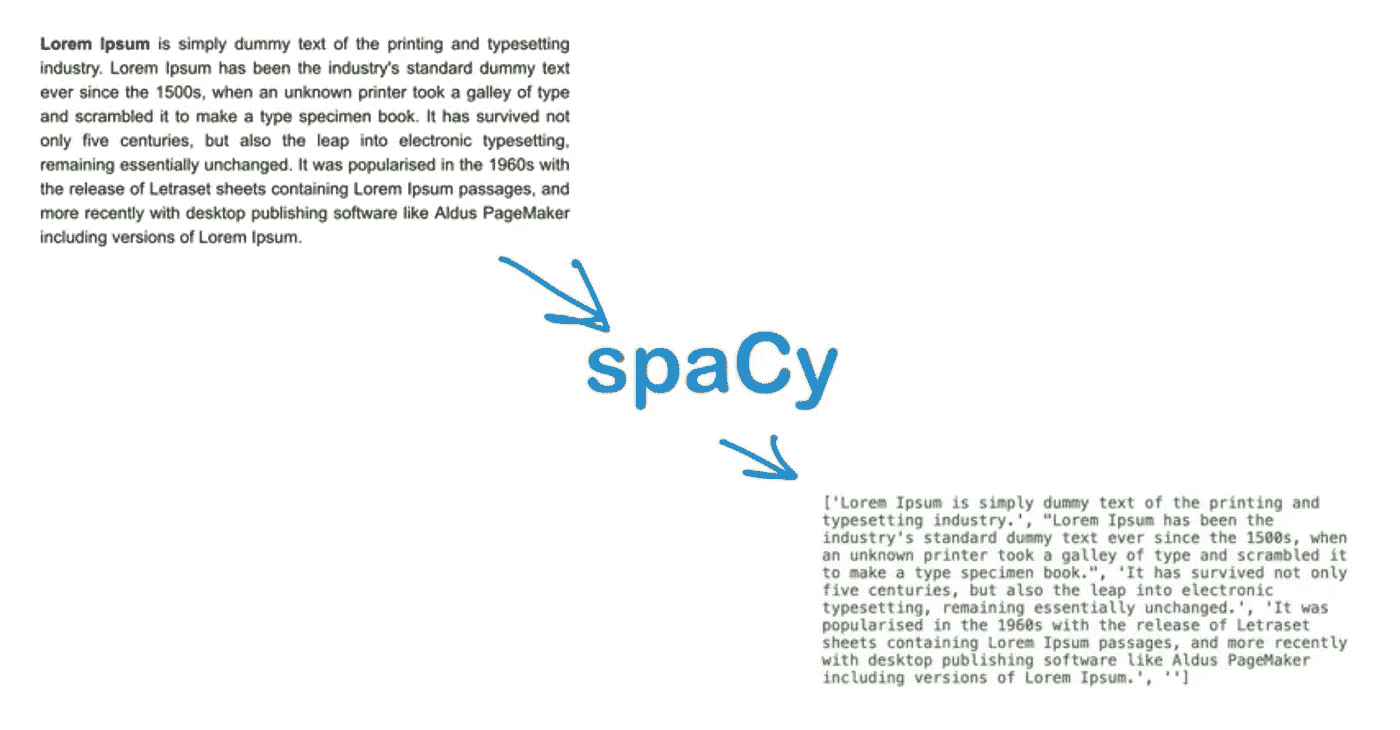 Lorem Ipsum is simply dummy text of the printing and typesetting
industry. Lorem Ipsum has been the industry's standard dummy text
ever since the 1500s, when an unknown printer took a galley of type
and scrambled it to make a type specimen book. It has survived not
only five centuries, but also the leap into electronic typesetting,
remaining essentially unchanged. It was popularised in the 1960s with
the release of Letraset sheets containing Lorem Ipsum passages, and
more recently with desktop publishing software like Aldus PageMaker
including versions of Lorem Ipsum.
spaCy
['Lorem Ipsum is simply dummy text of the printing and
typesetting industry.', "Lorem Ipsum has been the
industry's standard dummy text ever since the 1500s, when
an unknown printer took a galley of type and scrambled it
to make a type specimen book.", 'It has survived not only
five centuries, but also the leap into electronic
typesetting, remaining essentially unchanged.', 'It was
popularised in the 1960s with the release of Letraset
sheets containing Lorem Ipsum passages, and more recently
with desktop publishing software like Aldus PageMaker
including versions of Lorem Ipsum.', '']